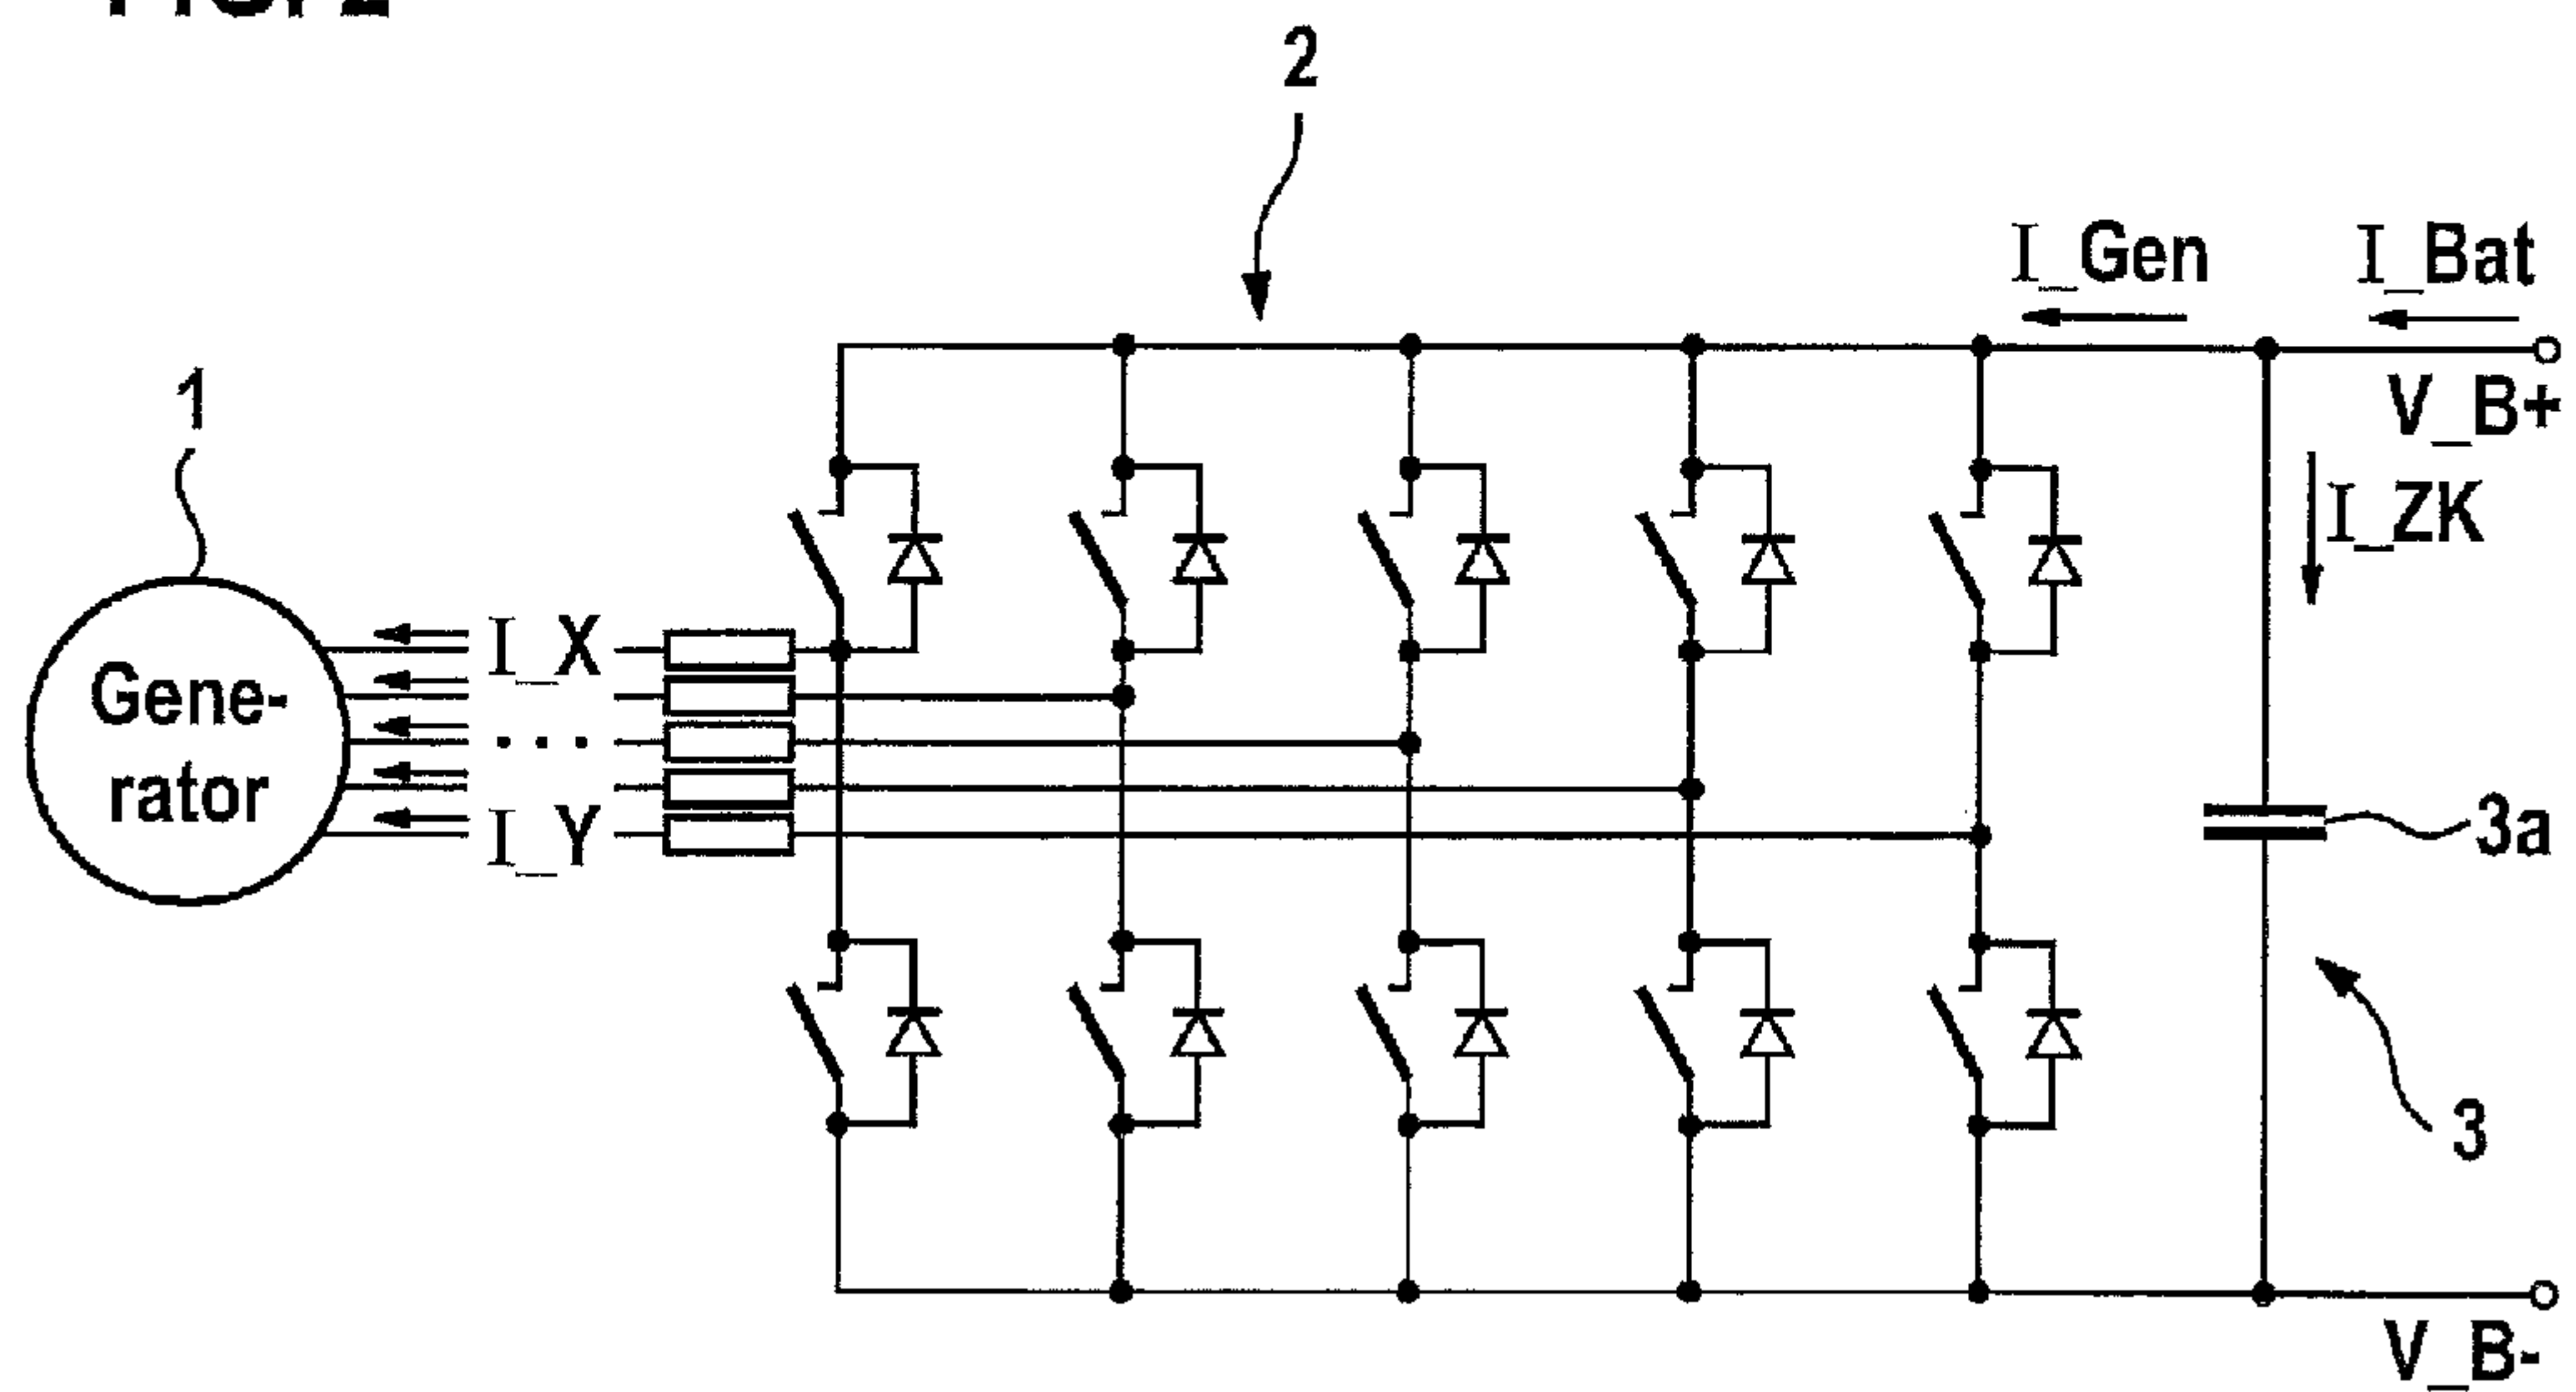 2
I_Gen
I_Bat
V_B+
1
I_ZK
I_X
Gene-
rator
. . .
I_Y
3a
3
V_B-